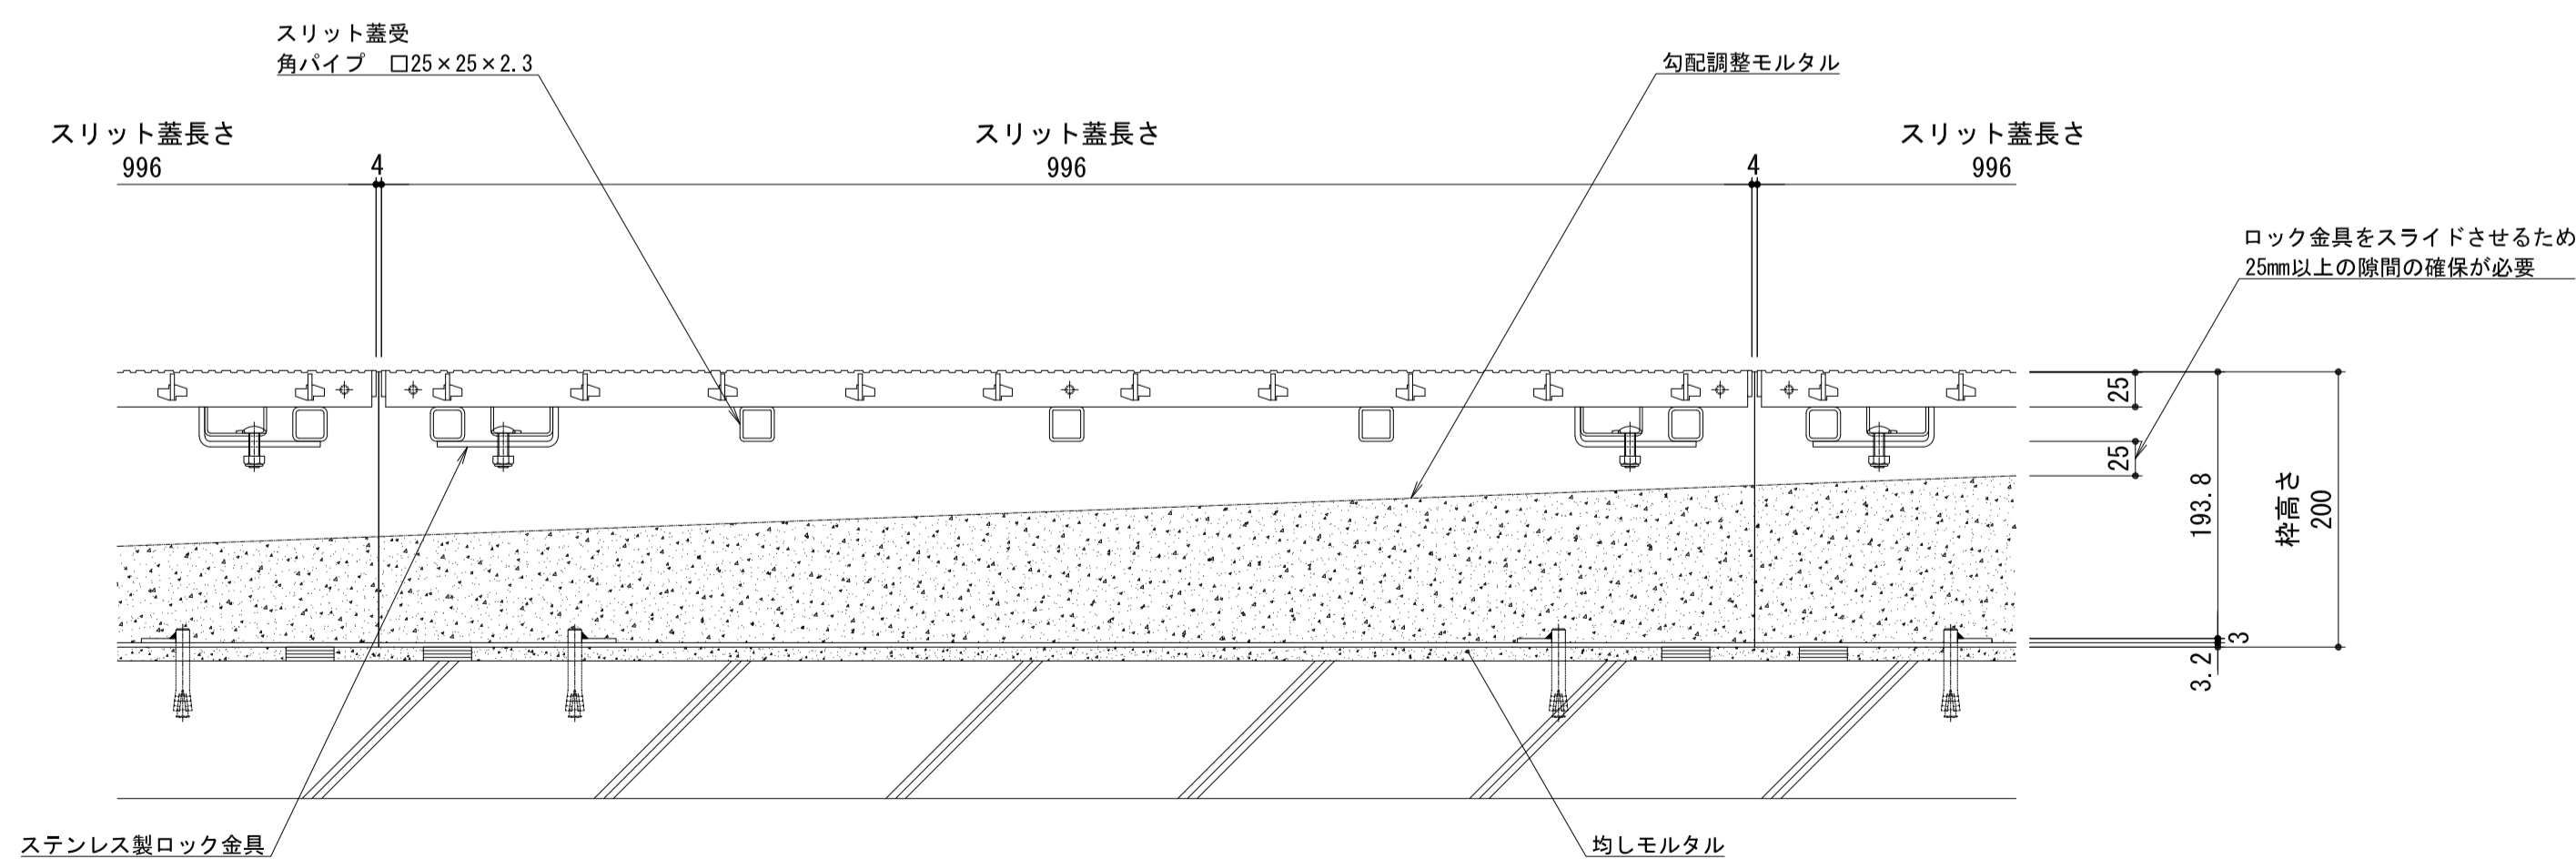 スリット蓋受
角パイプ　□25×25×2.3
勾配調整モルタル
スリット蓋長さ
996
4
スリット蓋長さ
996
4
スリット蓋長さ
996
ロック金具をスライドさせるため
25mm以上の隙間の確保が必要
25
25
193.8
3
3.2
枠高さ
200
ステンレス製ロック金具
均しモルタル